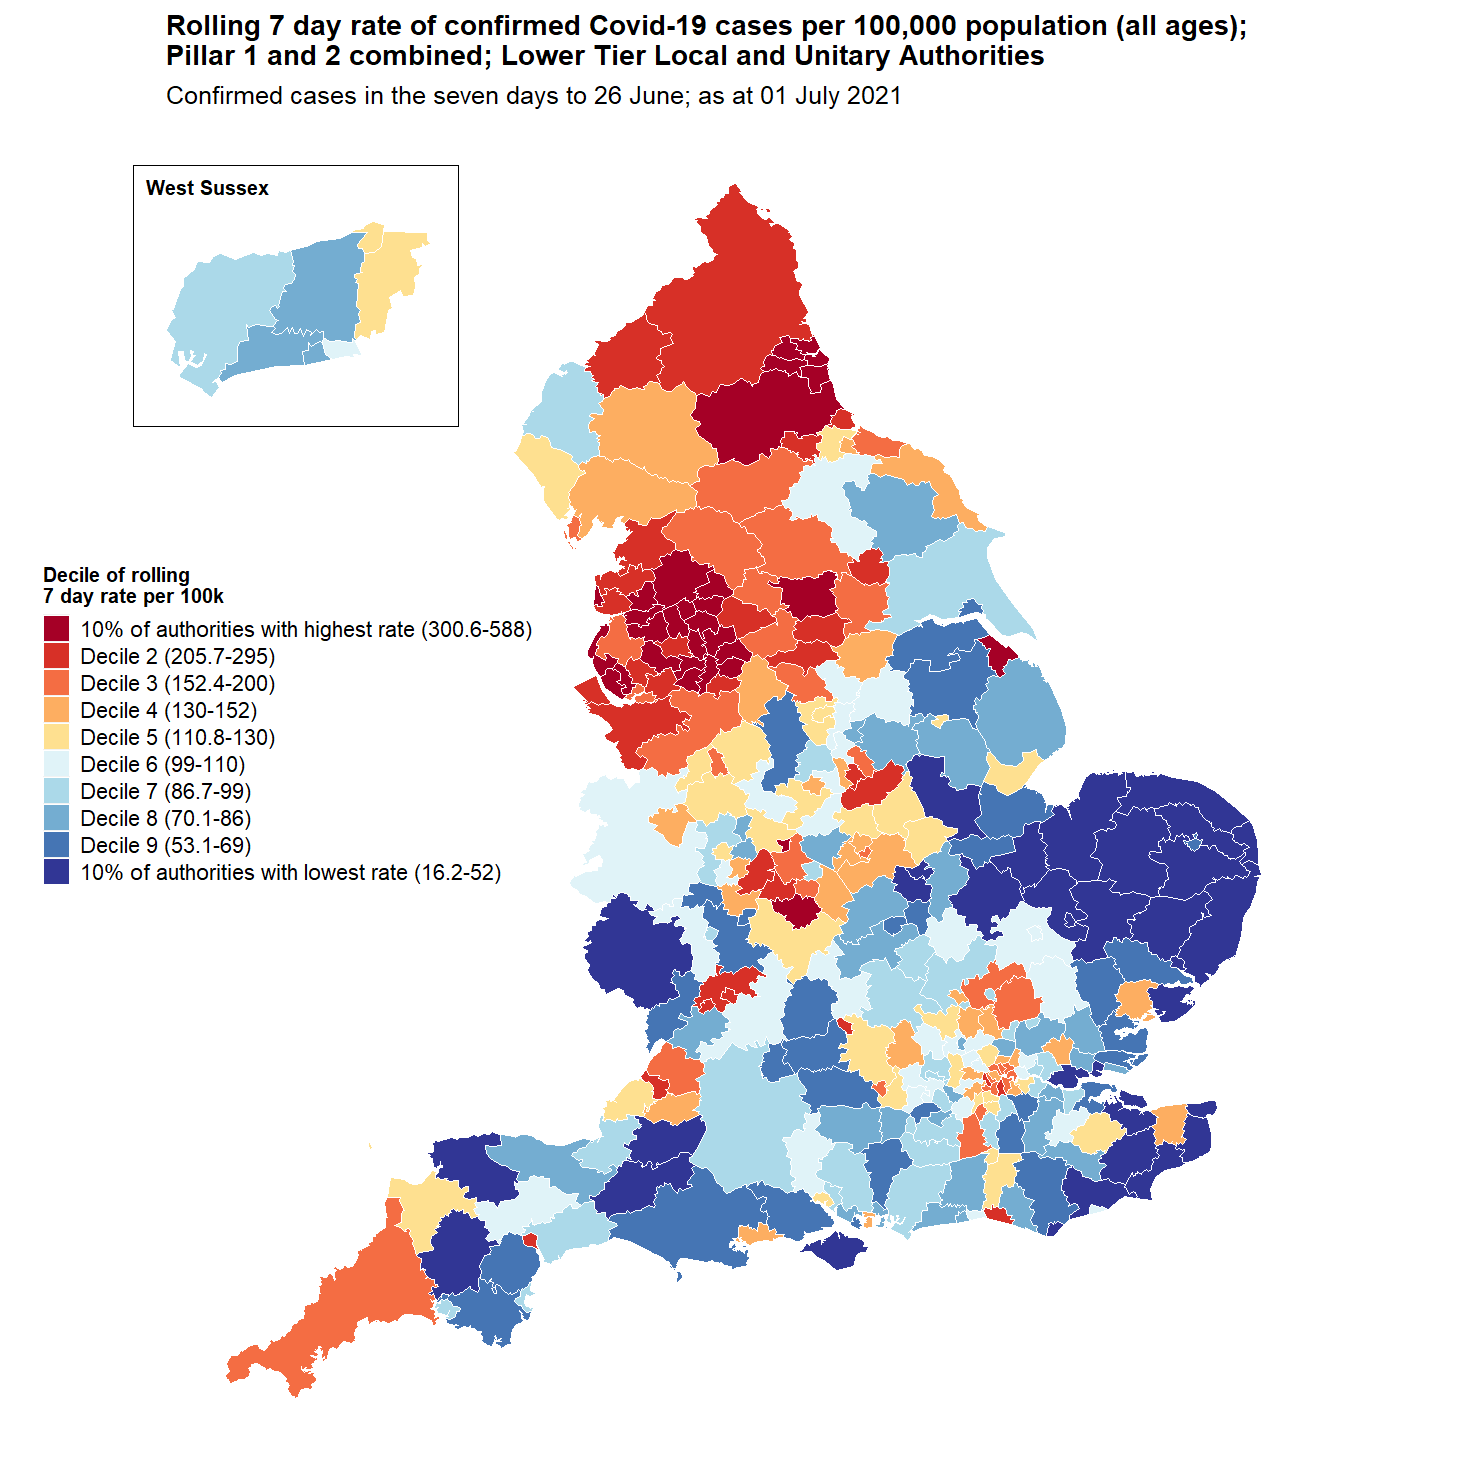 Rolling 7 day rate of confirmed Covid-19 cases per 100,000 population (all ages);
Pillar 1 and 2 combined; Lower Tier Local and Unitary Authorities
Confirmed cases in the seven days to 26 June; as at 01 July 2021
West Sussex
Decile of rolling
7 day rate per 100k
10% of authorities with highest rate (300.6-588)
Decile 2 (205.7-295)
Decile 3 (152.4-200)
Decile 4 (130-152)
Decile 5 (110.8-130)
Decile 6 (99-110)
Decile 7 (86.7-99)
Decile 8 (70.1-86)
Decile 9 (53.1-69)
10% of authorities with lowest rate (16.2-52)